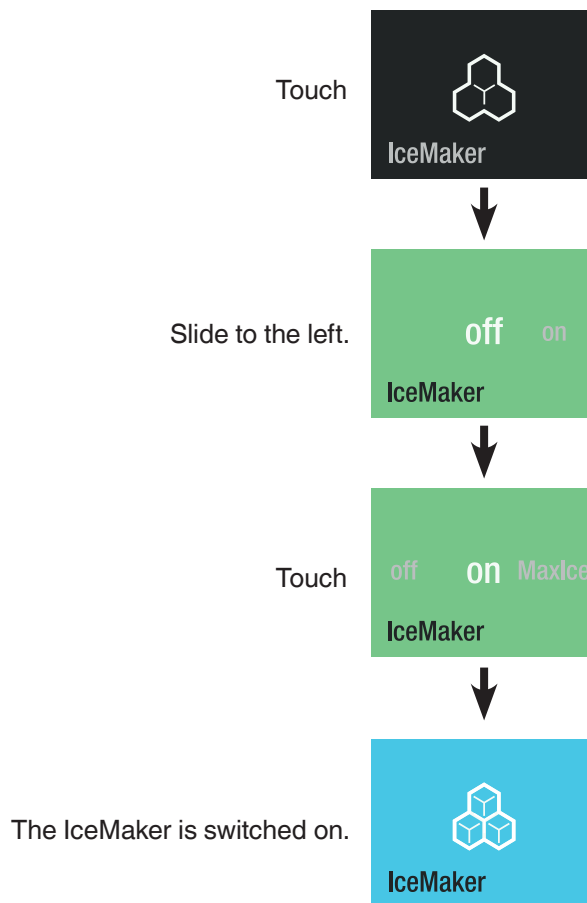 Touch
IceMaker
Slide to the left.
off on
IceMaker
Touch
off on MaxIce
IceMaker
The IceMaker is switched on.
IceMaker